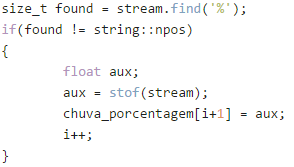 size_t found = stream.find('%');
if(found != string::npos)
{
        float aux;
        aux = stof(stream);
        chuva_porcentagem[i+1] = aux;
        i++;
}